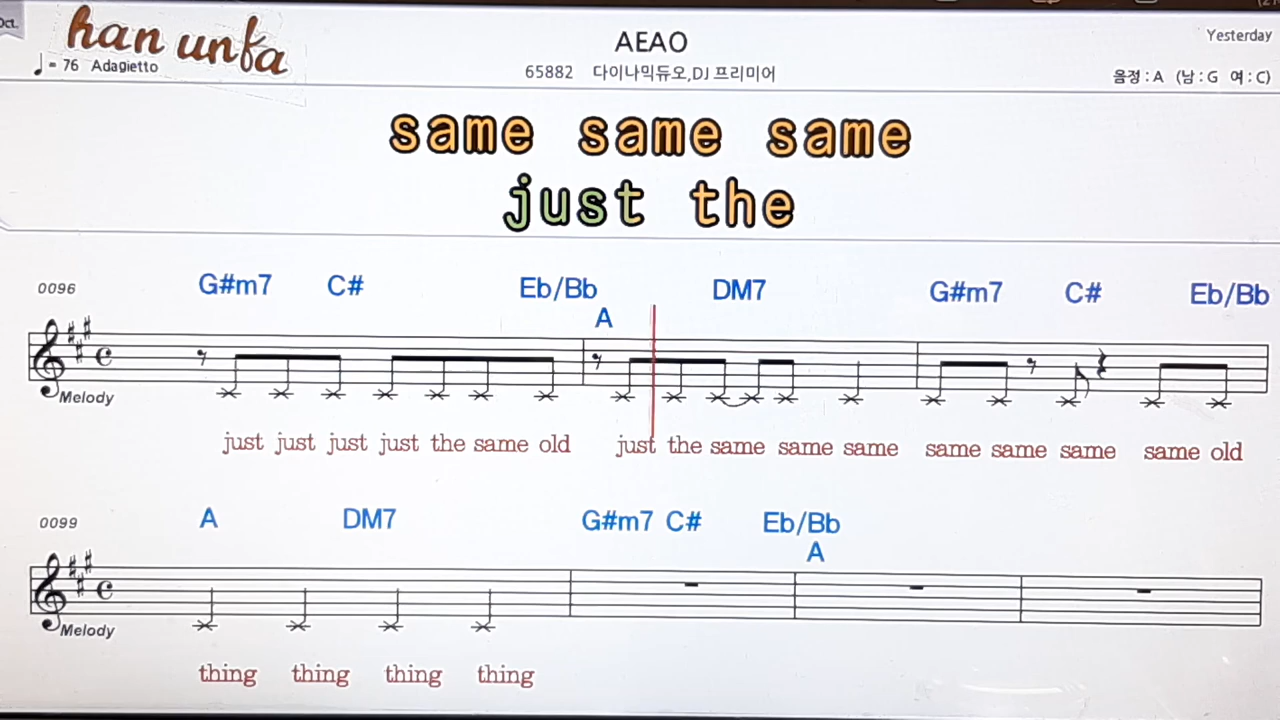 Oct.
han unfa
Yesterday
♩= 76 Adagietto
AEAO
65882 다이나믹듀오,DJ 프리미어
음정 : A (남 : G 여 : C)
same same same
just the
0096 G#m7 C# Eb/Bb DM7 G#m7 C# Eb/Bb
A
Melody
just just just just the same old just the same same same same same same same old
0099 A DM7 G#m7 C# Eb/Bb
A
Melody
thing thing thing thing